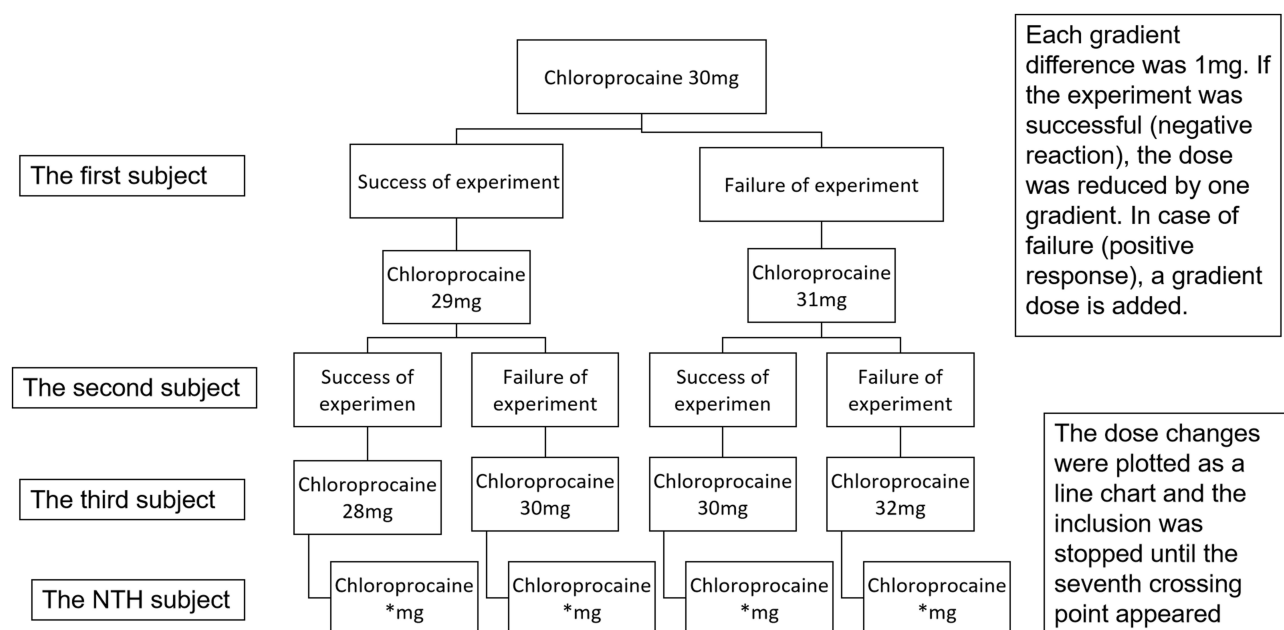 Chloroprocaine 30mg
Each gradient
difference was 1mg. If
the experiment was
successful (negative
reaction), the dose
was reduced by one
gradient. In case of
failure (positive
response), a gradient
dose is added.
The first subject
Success of experiment
Failure of experiment
Chloroprocaine
29mg
Chloroprocaine
31mg
The second subject
Success of
experimen
Failure of
experiment
Success of
experimen
Failure of
experiment
The third subject
Chloroprocaine
28mg
Chloroprocaine
30mg
Chloroprocaine
30mg
Chloroprocaine
32mg
The dose changes
were plotted as a
line chart and the
inclusion was
stopped until the
seventh crossing
point appeared
The NTH subject
Chloroprocaine
*mg
Chloroprocaine
*mg
Chloroprocaine
*mg
Chloroprocaine
*mg